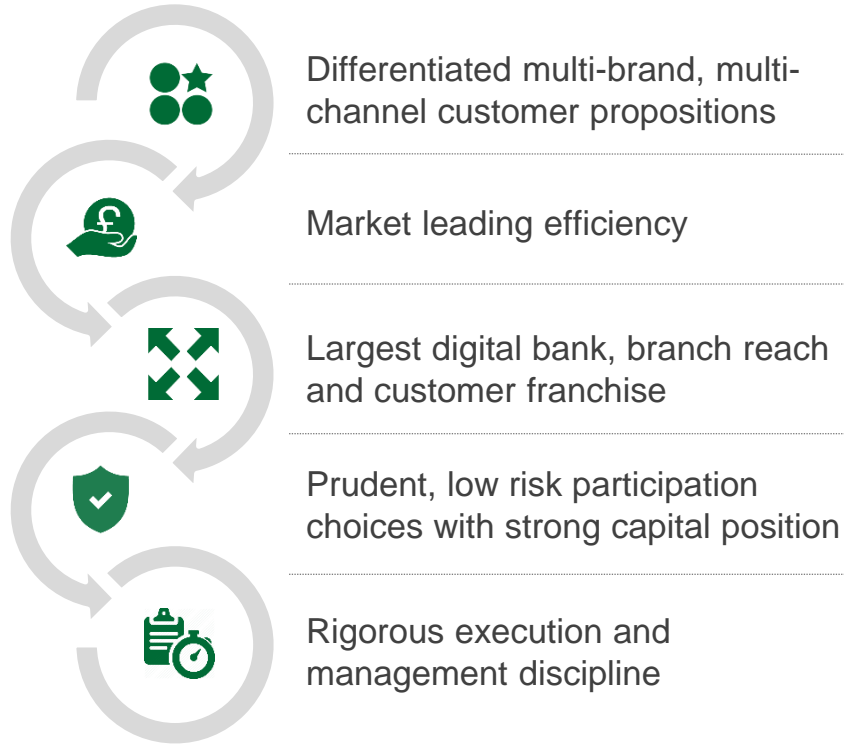 Differentiated multi-brand, multi-
channel customer propositions
£
Market leading efficiency
Largest digital bank, branch reach
and customer franchise
Prudent, low risk participation
choices with strong capital position
Rigorous execution and
management discipline